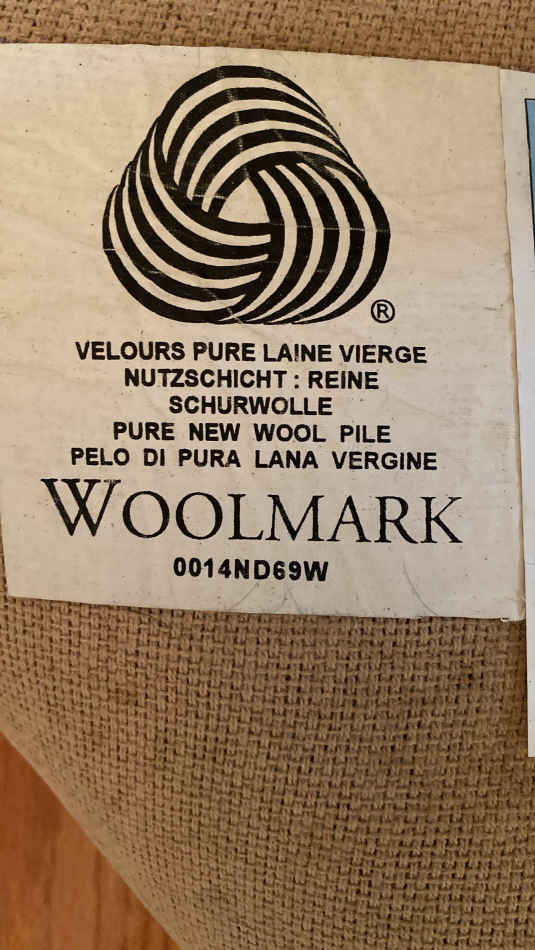 ®
VELOURS PURE LAINE VIERGE
NUTZSCHICHT : REINE
SCHURWOLLE
PURE NEW WOOL PILE
PELO DI PURA LANA VERGINE
WOOLMARK
0014ND69W